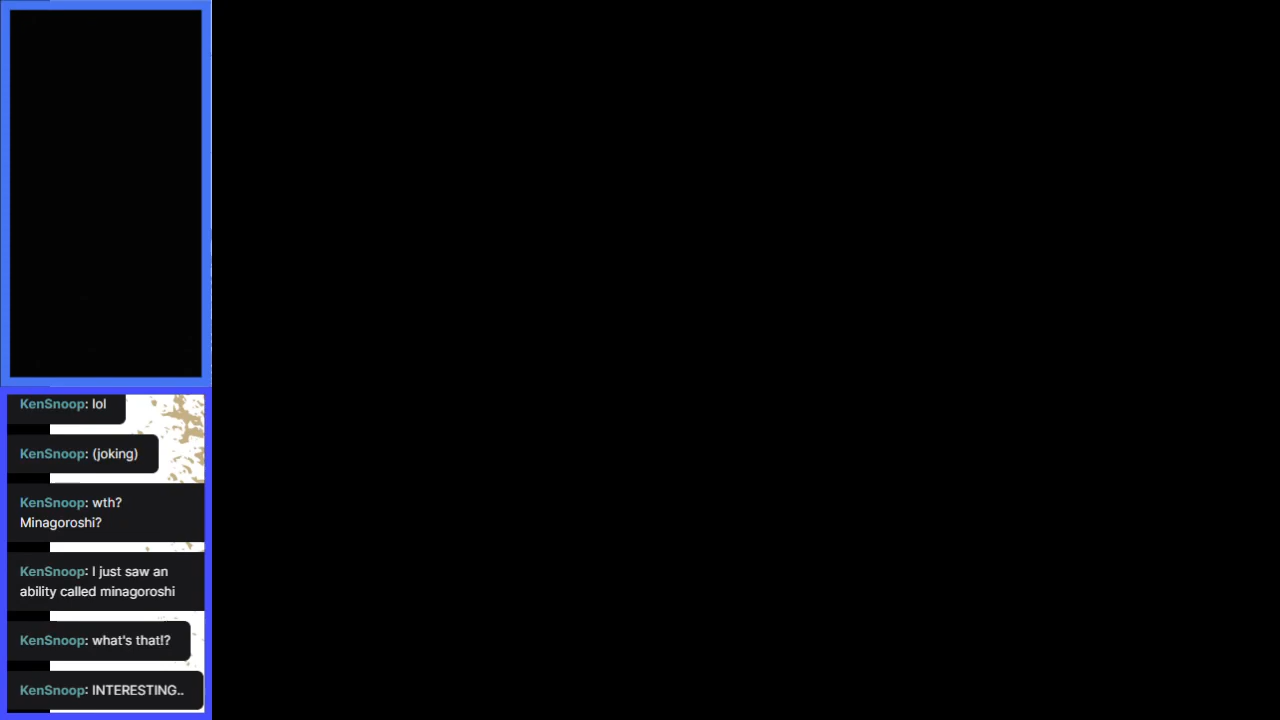 KenSnoop: lol
KenSnoop: (joking)
KenSnoop: wth?
Minagoroshi?
KenSnoop: I just saw an
ability called minagoroshi
KenSnoop: what's that!?
KenSnoop: INTERESTING..